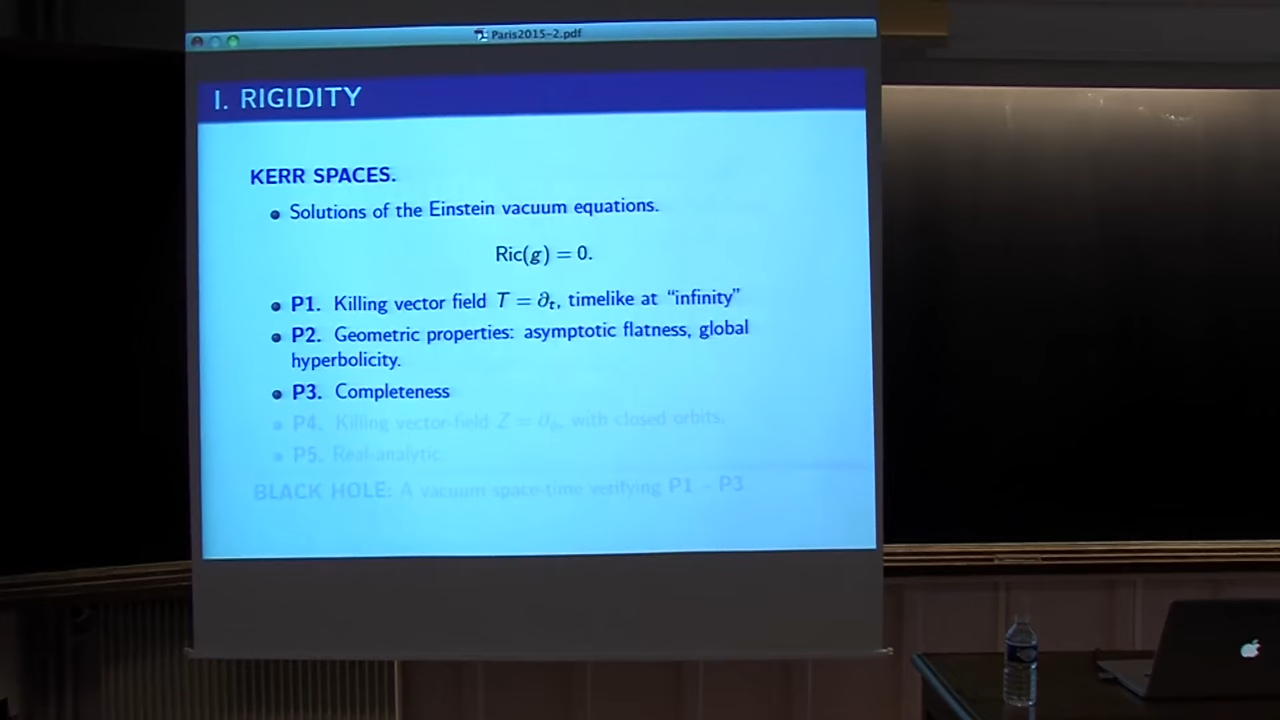 Paris2015-2.pdf
I. RIGIDITY
KERR SPACES.
• Solutions of the Einstein vacuum equations.
Ric(g) = 0.
• P1. Killing vector field T = ∂ₜ, timelike at “infinity”
• P2. Geometric properties: asymptotic flatness, global
hyperbolicity.
• P3. Completeness
• P4. Killing vector-field Z = ∂ᵩ, with closed orbits.
• P5. Real-analytic
BLACK HOLE: A vacuum space-time verifying P1 - P3